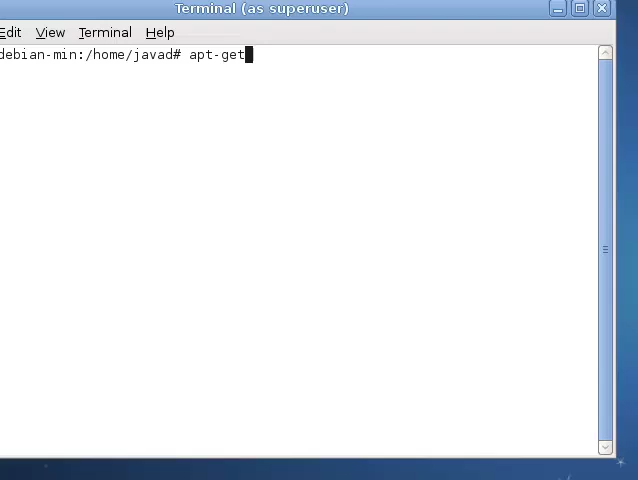 Terminal (as superuser)
Edit View Terminal Help
debian-min:/home/javad# apt-get